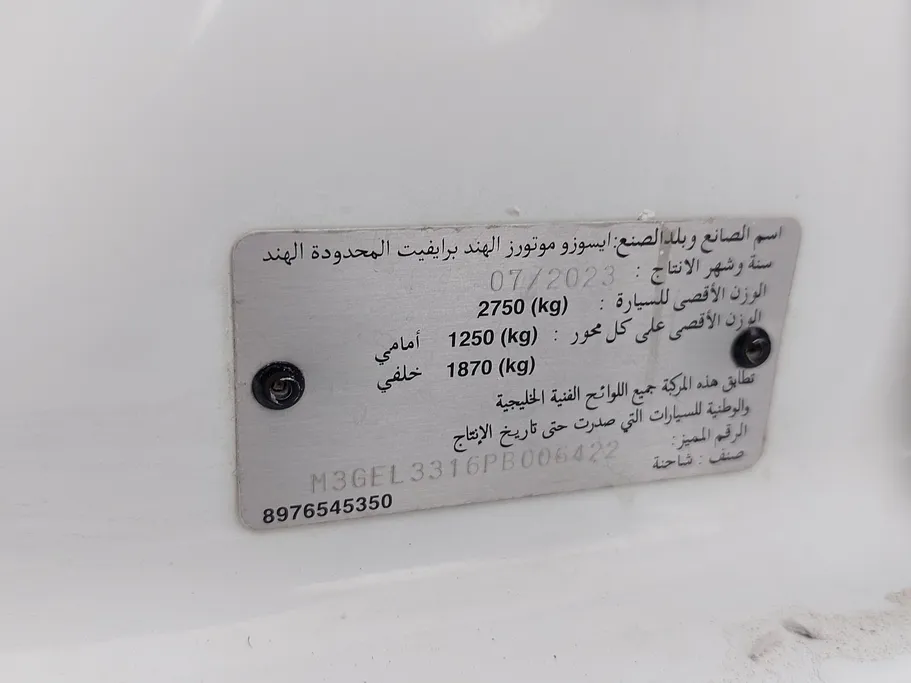 اسم الصانع وبلد الصنع: ايسوزو موتورز الهند برايفيت المحدودة الهند
سنة وشهر الانتاج : 07/2023
الوزن الأقصى للسيارة : 2750 (kg)
الوزن الأقصى على كل محور : 1250 (kg) أمامي
1870 (kg) خلفي
تطابق هذه المركبة جميع اللوائح الفنية الخليجية
والوطنية للسيارات التي صدرت حتى تاريخ الإنتاج
الرقم المميز: M3GEL3316PB006422
صنف : شاحنة
8976545350